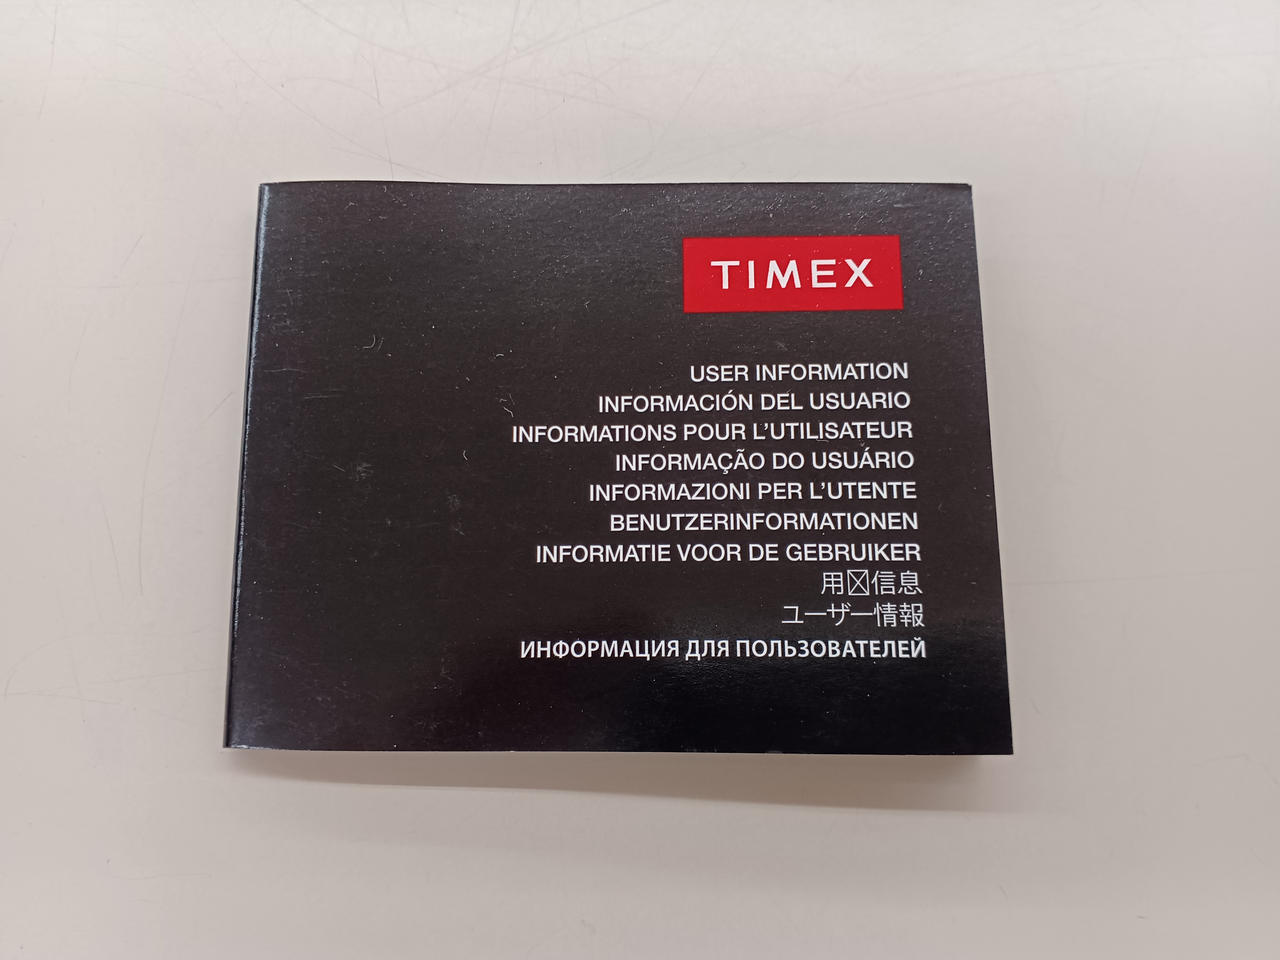 TIMEX
USER INFORMATION
INFORMACIÓN DEL USUARIO
INFORMATIONS POUR L'UTILISATEUR
INFORMAÇÃO DO USUÁRIO
INFORMAZIONI PER L'UTENTE
BENUTZERINFORMATIONEN
INFORMATIE VOOR DE GEBRUIKER
用☒信息
ユーザー情報
ИНФОРМАЦИЯ ДЛЯ ПОЛЬЗОВАТЕЛЕЙ